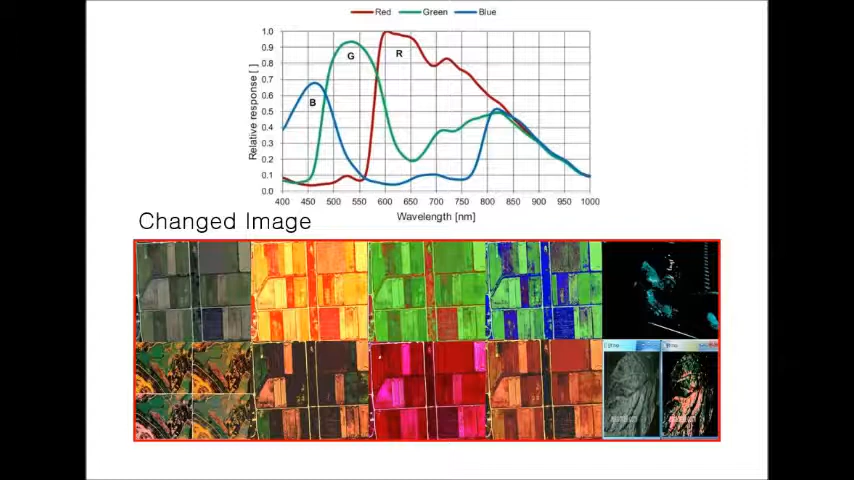 Red Green Blue
1.0
0.9
0.8
0.7
0.6
0.5
0.4
0.3
0.2
0.1
0.0
Relative response [ ]
B
G
R
400 450 500 550 600 650 700 750 800 850 900 950 1000
Wavelength [nm]
Changed Image